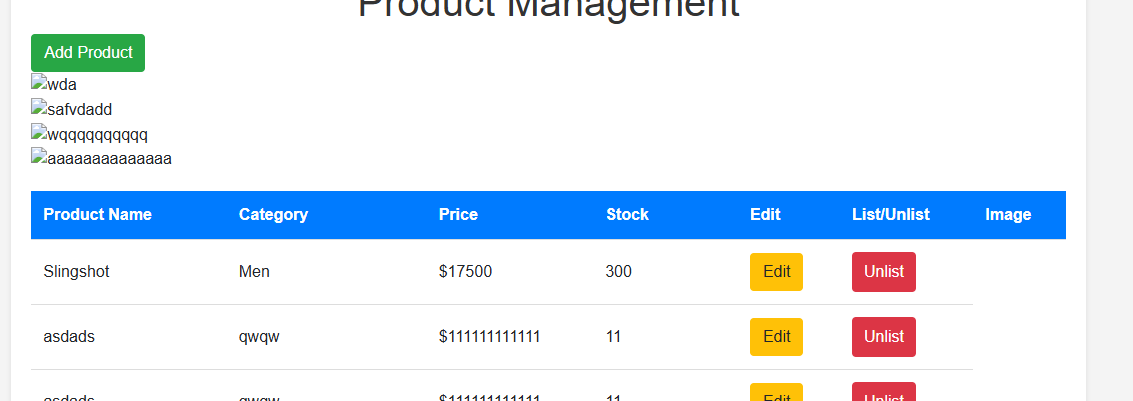 Product Management
Add Product
wda
safvdadd
wqqqqqqqqqq
aaaaaaaaaaaaaa
Product Name Category Price Stock Edit List/Unlist Image
Slingshot Men $17500 300 Edit Unlist
asdads qwqw $111111111111 11 Edit Unlist
asdads qwqw $111111111111 11 Edit Unlist